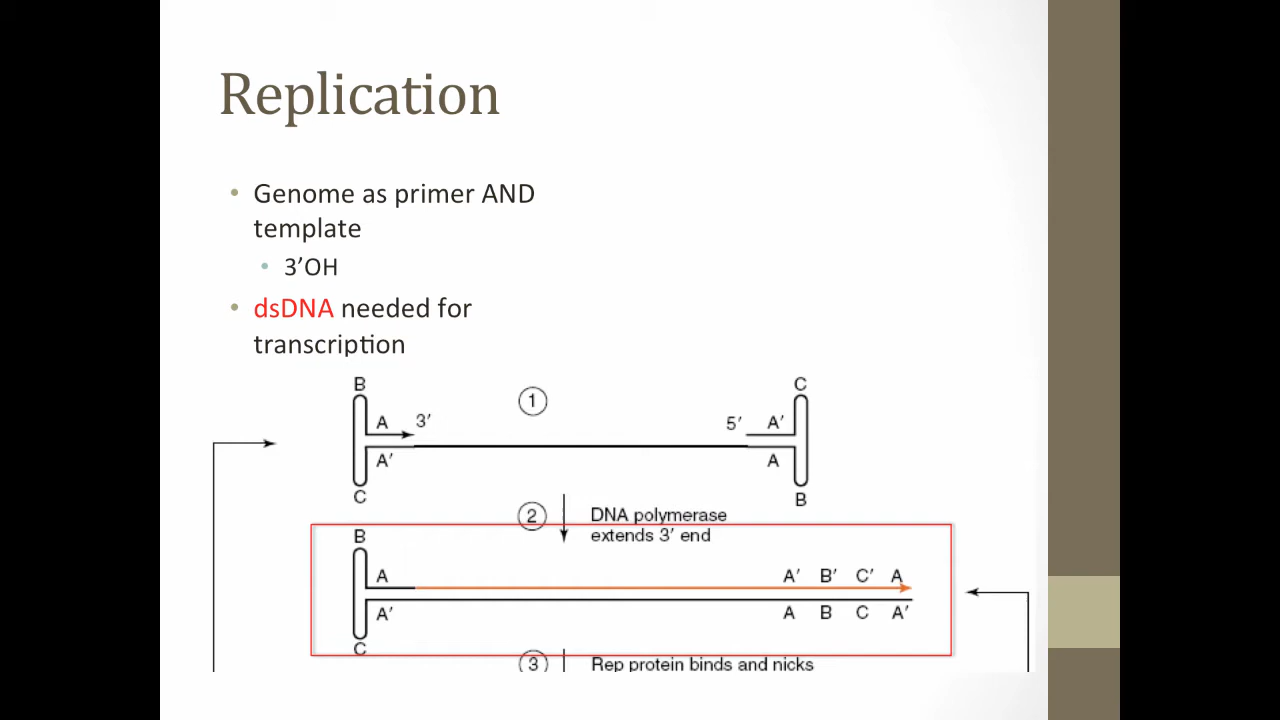 Replication
• Genome as primer AND
template
• 3’OH
• dsDNA needed for
transcription
B C
1
A 3′ 5′ A′
A′ A
C B
2 DNA polymerase
extends 3′ end
B
A A′ B′ C′ A
A′ A B C A′
C
3 Rep protein binds and nicks